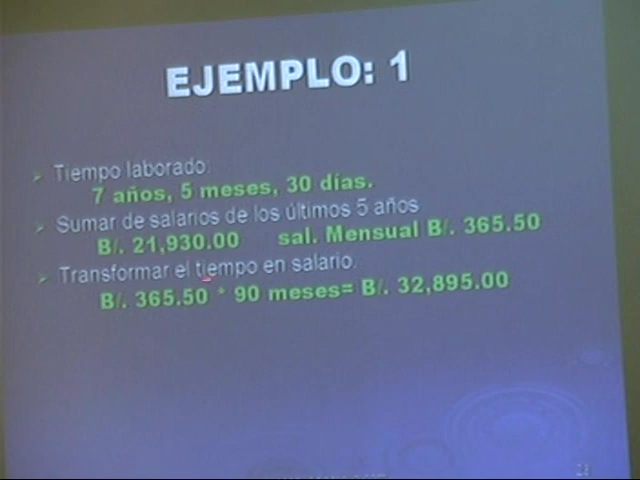 EJEMPLO: 1
Tiempo laborado:
7 años, 5 meses, 30 días.
Sumar de salarios de los últimos 5 años
B/. 21,930.00 sal. Mensual B/. 365.50
Transformar el tiempo en salario.
B/. 365.50 * 90 meses= B/. 32,895.00